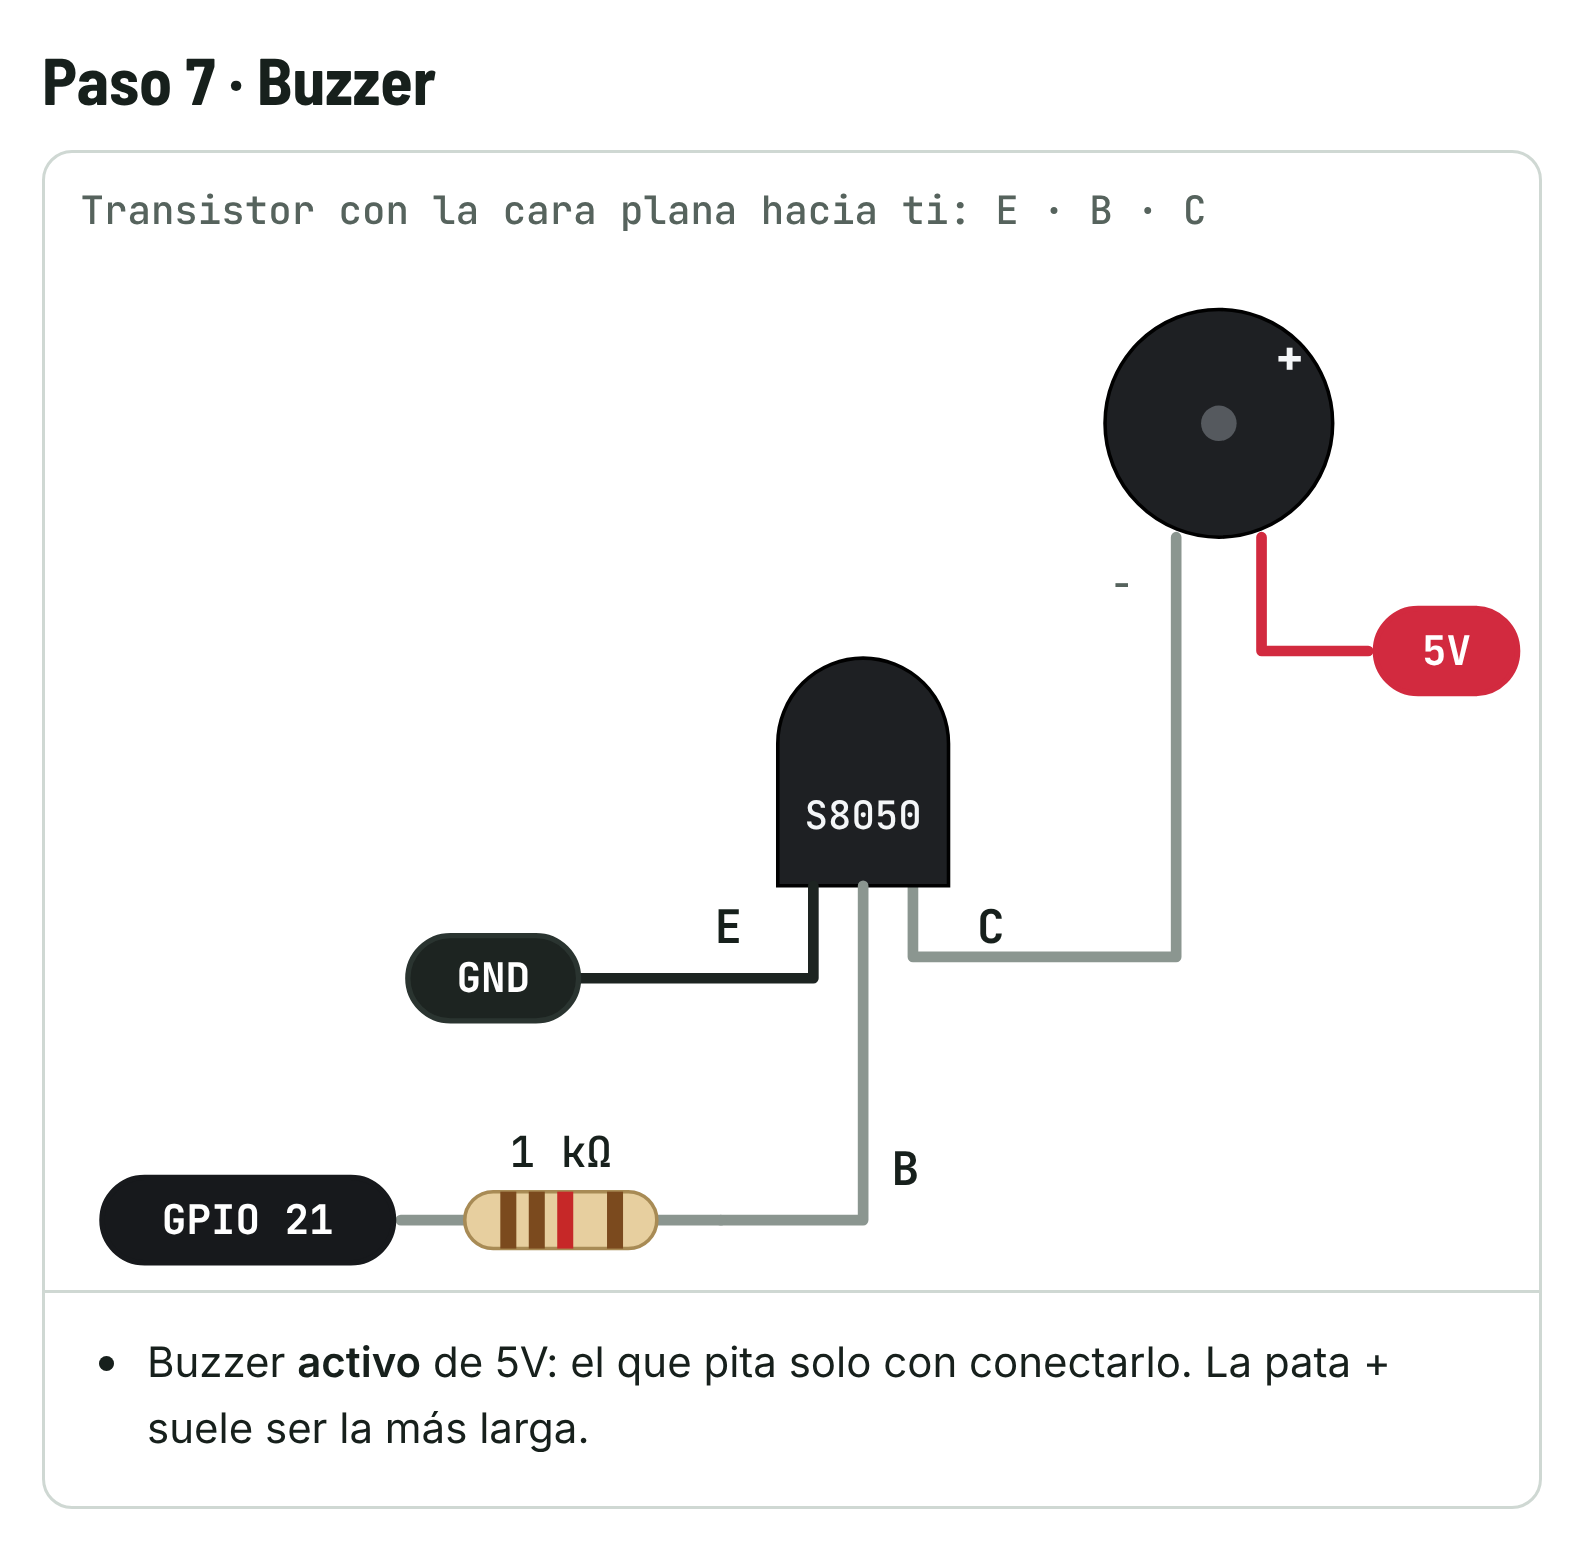 Paso 7 · Buzzer
Transistor con la cara plana hacia ti: E · B · C
+
-
5V
S8050
E
C
GND
1 kΩ
B
GPIO 21
• Buzzer activo de 5V: el que pita solo con conectarlo. La pata +
suele ser la más larga.